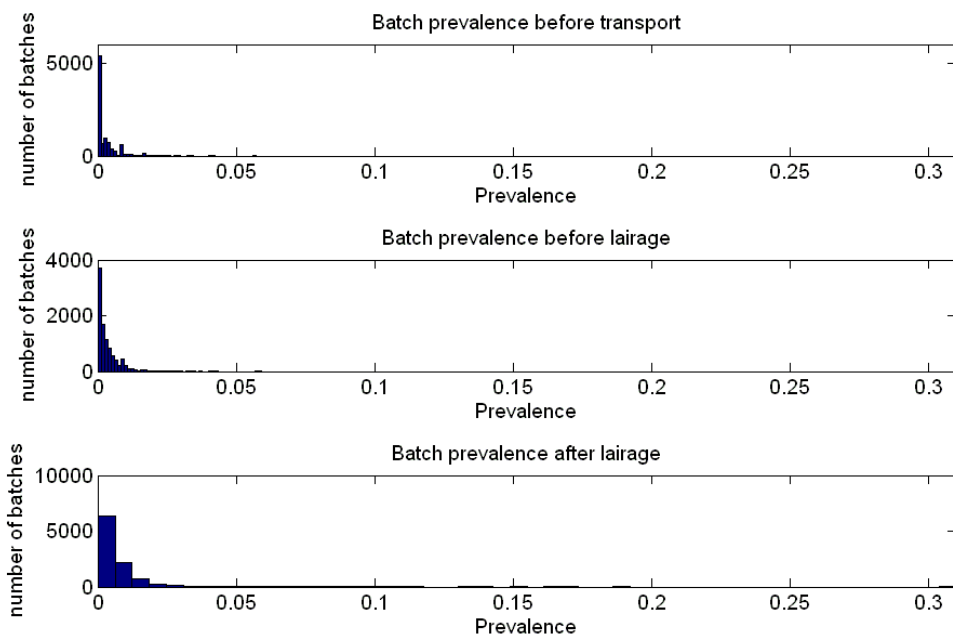 Batch prevalence before transport
number of batches
5000
0
0 0.05 0.1 0.15 0.2 0.25 0.3
Prevalence
Batch prevalence before lairage
number of batches
4000
2000
0
0 0.05 0.1 0.15 0.2 0.25 0.3
Prevalence
Batch prevalence after lairage
number of batches
10000
5000
0
0 0.05 0.1 0.15 0.2 0.25 0.3
Prevalence